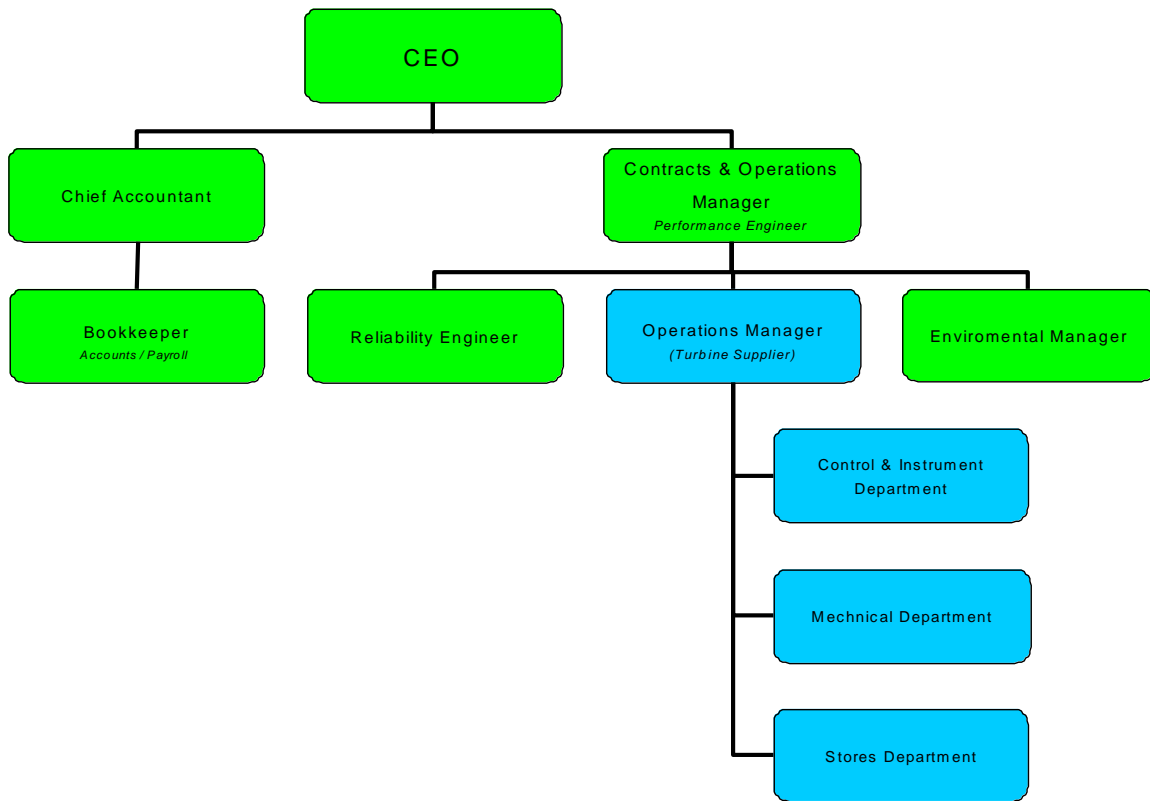 CEO
Chief Accountant
Contracts & Operations
Manager
Performance Engineer
Bookkeeper
Accounts / Payroll
Reliability Engineer
Operations Manager
(Turbine Supplier)
Enviromental Manager
Control & Instrument
Department
Mechnical Department
Stores Department